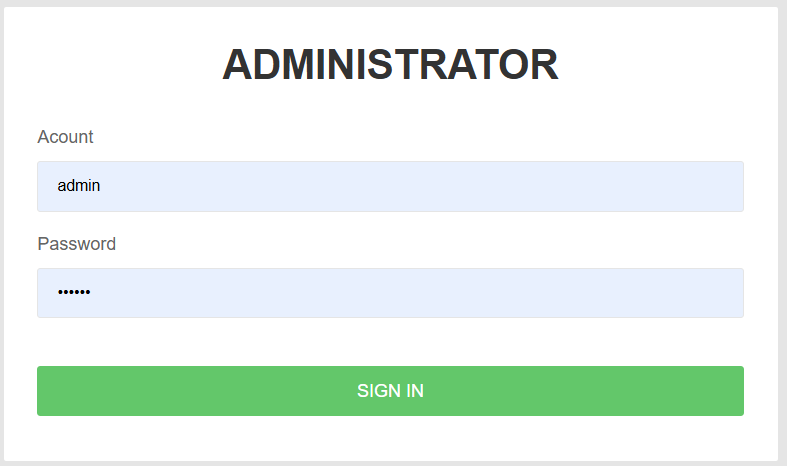 ADMINISTRATOR
Acount
admin
Password
••••••
SIGN IN